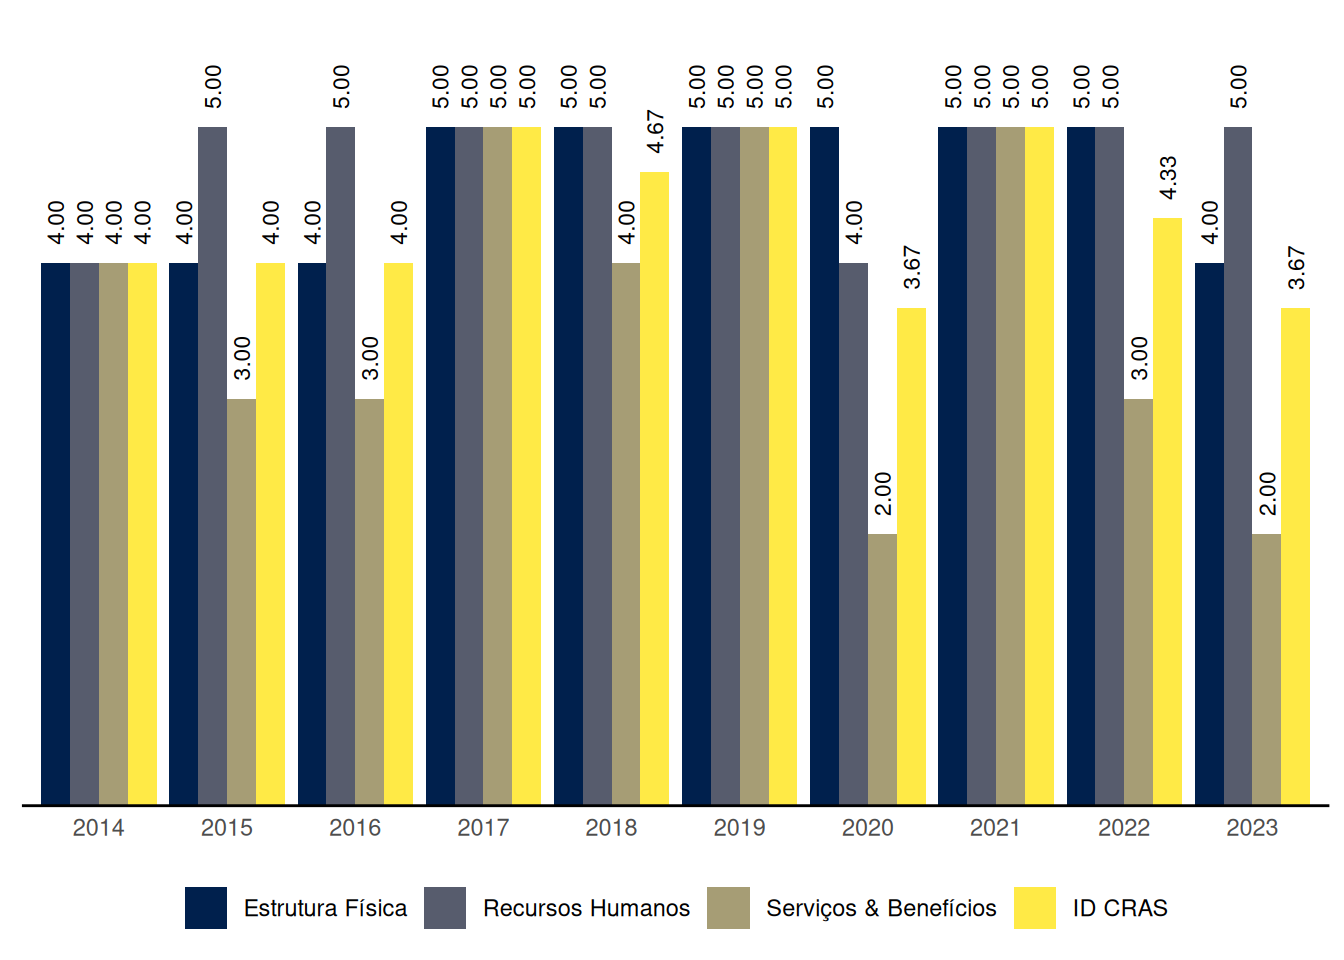 4.00 4.00 4.00 4.00 4.00 5.00 3.00 4.00 4.00 5.00 3.00 4.00 5.00 5.00 5.00 5.00 5.00 5.00 4.00 4.67 5.00 5.00 5.00 5.00 5.00 4.00 2.00 3.67 5.00 5.00 5.00 5.00 5.00 5.00 3.00 4.33 4.00 5.00 2.00 3.67
2014 2015 2016 2017 2018 2019 2020 2021 2022 2023
Estrutura Física Recursos Humanos Serviços & Benefícios ID CRAS